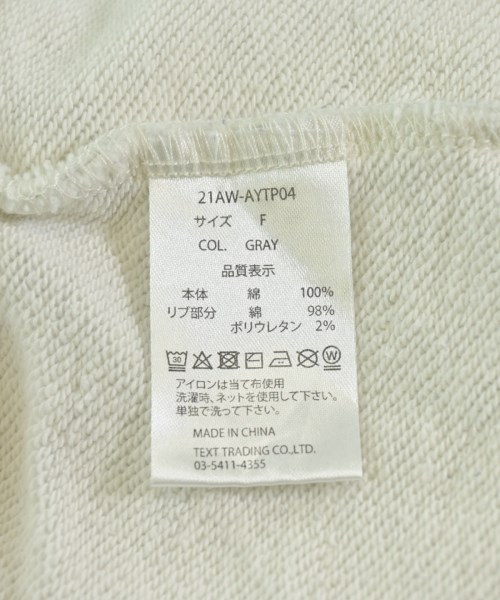 21AW-AYTP04
サイズ F
COL. GRAY
品質表示
本体 綿 100%
リブ部分 綿 98%
ポリウレタン 2%
30 W
アイロンは当て布使用
洗濯時、ネットを使用して下さい。
単独で洗って下さい。
MADE IN CHINA
TEXT TRADING CO.,LTD.
03-5411-4355